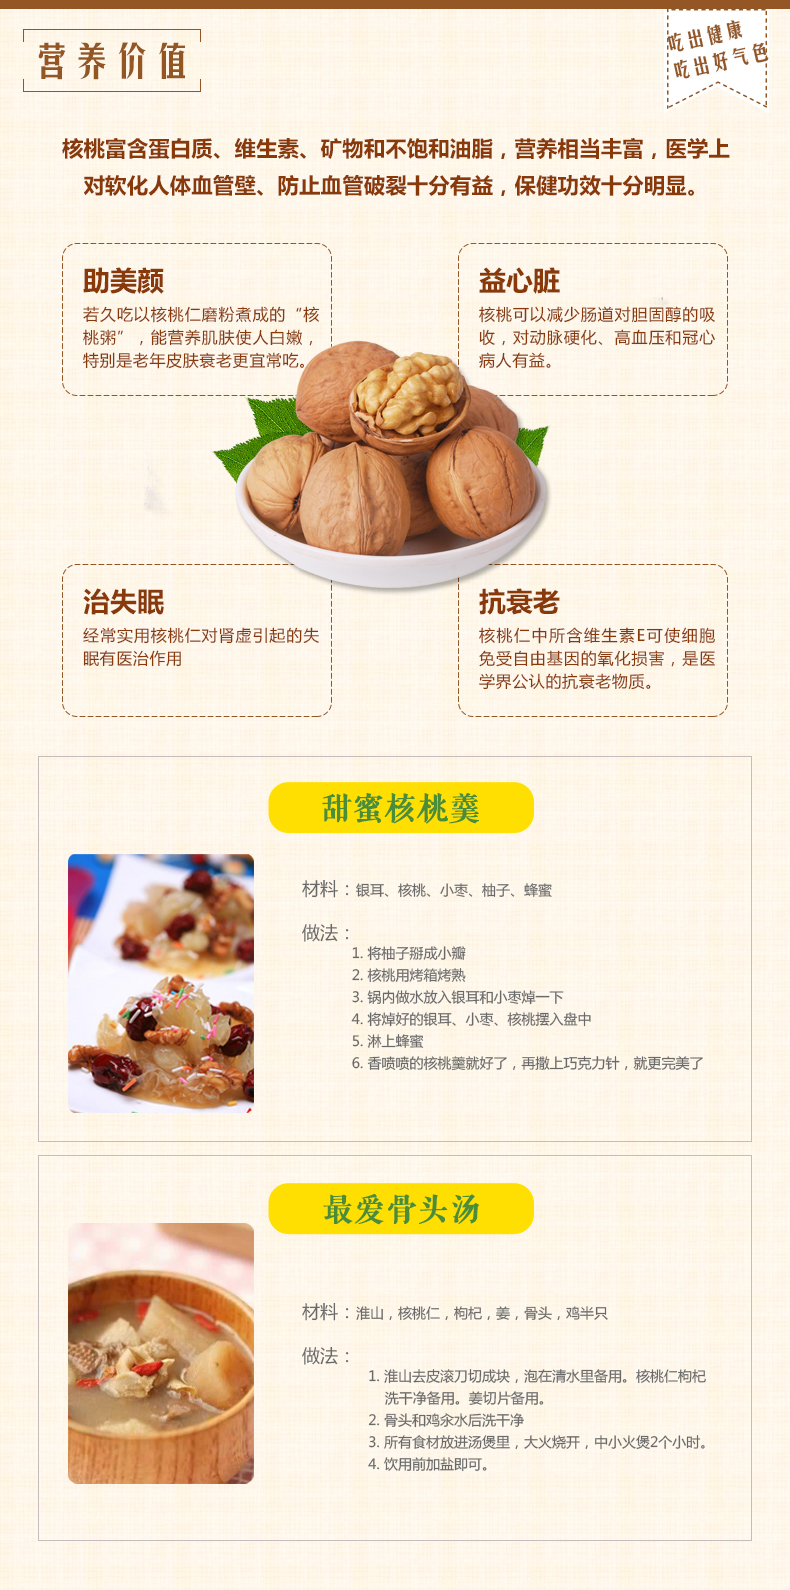 营养价值
吃出健康
吃出好气色
核桃富含蛋白质、维生素、矿物和不饱和油脂，营养相当丰富，医学上
对软化人体血管壁、防止血管破裂十分有益，保健功效十分明显。
助美颜
若久吃以核桃仁磨粉煮成的“核
桃粥”，能营养肌肤使人白嫩，
特别是老年皮肤衰老更宜常吃。
益心脏
核桃可以减少肠道对胆固醇的吸
收，对动脉硬化、高血压和冠心
病人有益。
治失眠
经常实用核桃仁对肾虚引起的失
眠有医治作用
抗衰老
核桃仁中所含维生素E可使细胞
免受自由基因的氧化损害，是医
学界公认的抗衰老物质。
甜蜜核桃羹
材料：银耳、核桃、小枣、柚子、蜂蜜
做法：
1. 将柚子掰成小瓣
2. 核桃用烤箱烤熟
3. 锅内做水放入银耳和小枣焯一下
4. 将焯好的银耳、小枣、核桃摆入盘中
5. 淋上蜂蜜
6. 香喷喷的核桃羹就好了，再撒上巧克力针，就更完美了
最爱骨头汤
材料：淮山，核桃仁，枸杞，姜，骨头，鸡半只
做法：
1. 淮山去皮滚刀切成块，泡在清水里备用。核桃仁枸杞
洗干净备用。姜切片备用。
2. 骨头和鸡汆水后洗干净
3. 所有食材放进汤煲里，大火烧开，中小火煲2个小时。
4. 饮用前加盐即可。